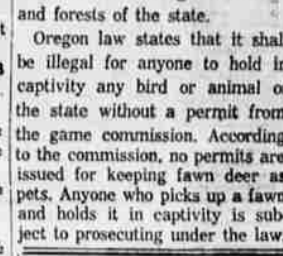 and forests of the state.
Oregon law states that it shal
be illegal for anyone to hold in
captivity any bird or animal o
the state without a permit from
the game commission. According
to the commission, no permits are
issued for keeping fawn deer as
pets. Anyone who picks up a fawn
and holds it in captivity is sub
ject to prosecuting under the law